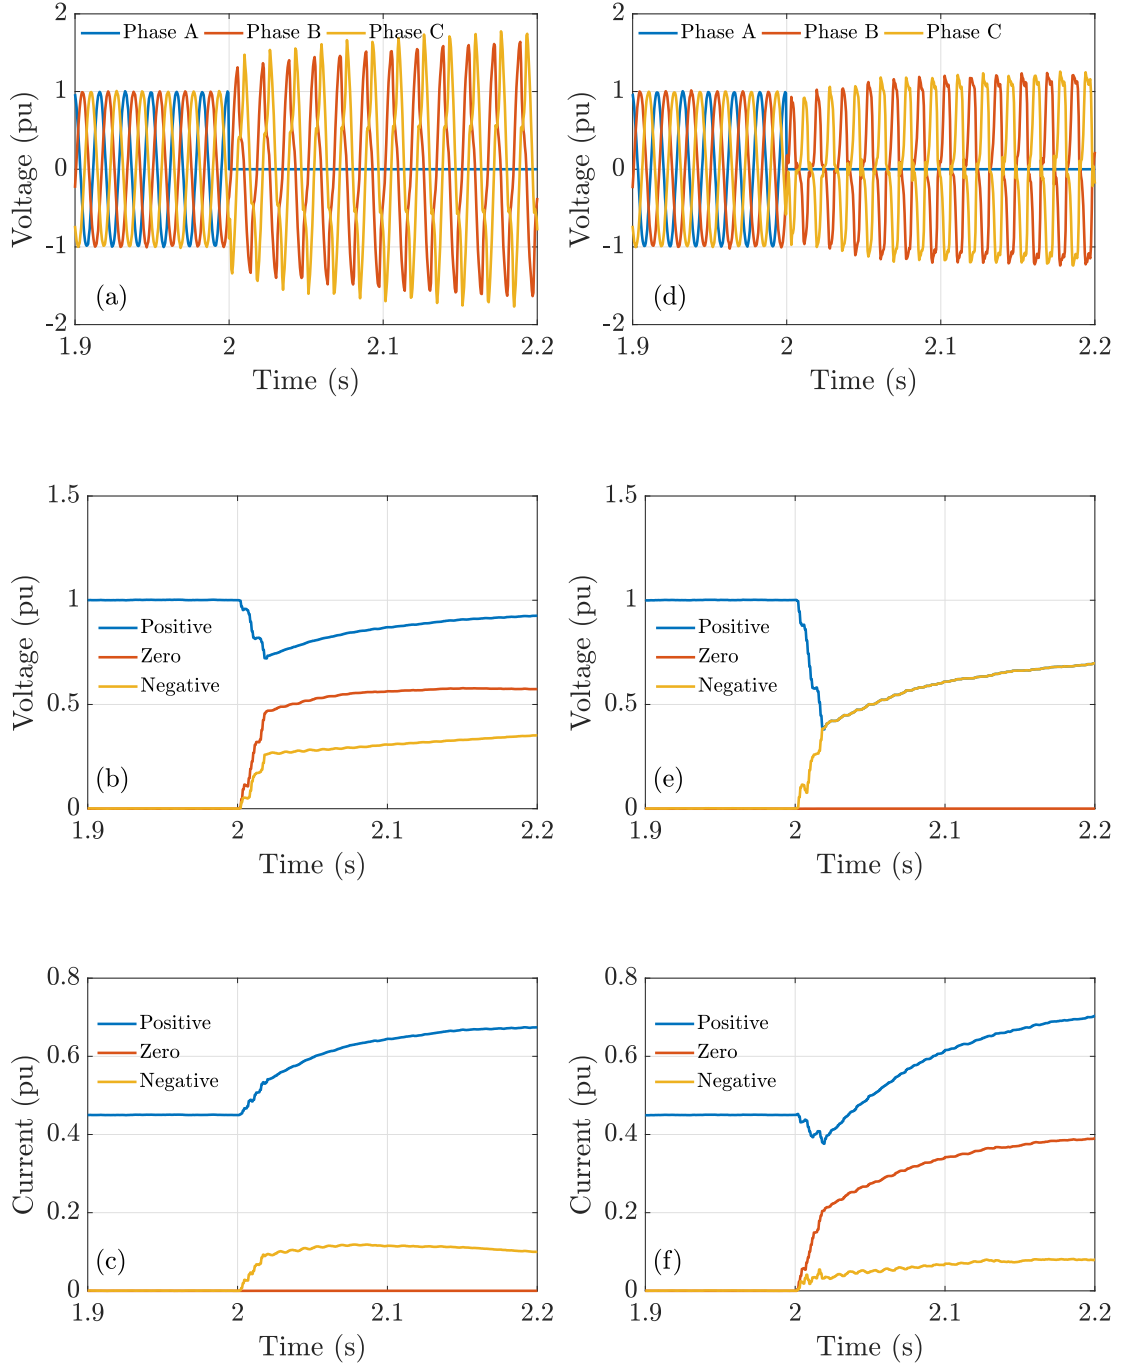 2
Phase A Phase B Phase C
1
0
-1
-2
Voltage (pu)
(a)
1.9 2 2.1 2.2
Time (s)
2
Phase A Phase B Phase C
1
0
-1
-2
Voltage (pu)
(d)
1.9 2 2.1 2.2
Time (s)
1.5
1
0.5
0
Voltage (pu)
Positive
Zero
Negative
(b)
1.9 2 2.1 2.2
Time (s)
1.5
1
0.5
0
Voltage (pu)
Positive
Zero
Negative
(e)
1.9 2 2.1 2.2
Time (s)
0.8
0.6
0.4
0.2
0
Current (pu)
Positive
Zero
Negative
(c)
1.9 2 2.1 2.2
Time (s)
0.8
0.6
0.4
0.2
0
Current (pu)
Positive
Zero
Negative
(f)
1.9 2 2.1 2.2
Time (s)